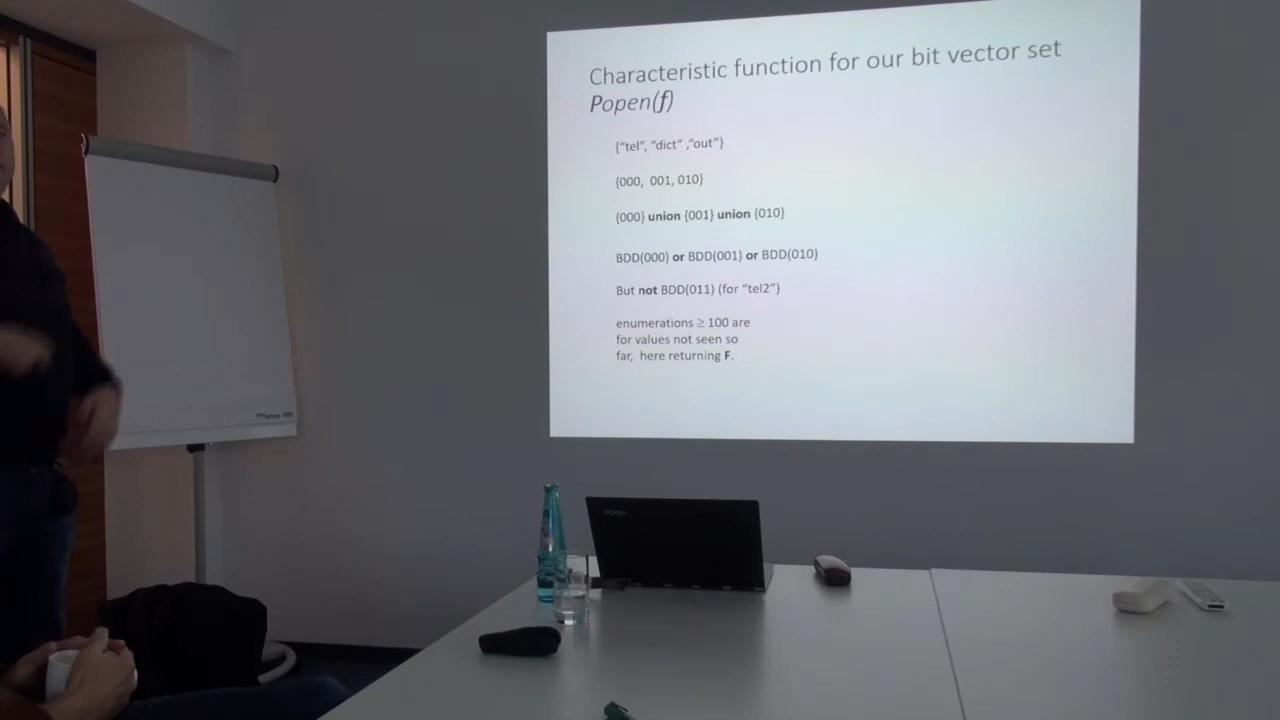 Characteristic function for our bit vector set
Popen(f)
{"tel", "dict" ,"out"}
{000, 001, 010}
{000} union {001} union {010}
BDD(000) or BDD(001) or BDD(010)
But not BDD(011) (for "tel2")
enumerations ≥ 100 are
for values not seen so
far, here returning F.
YOGA